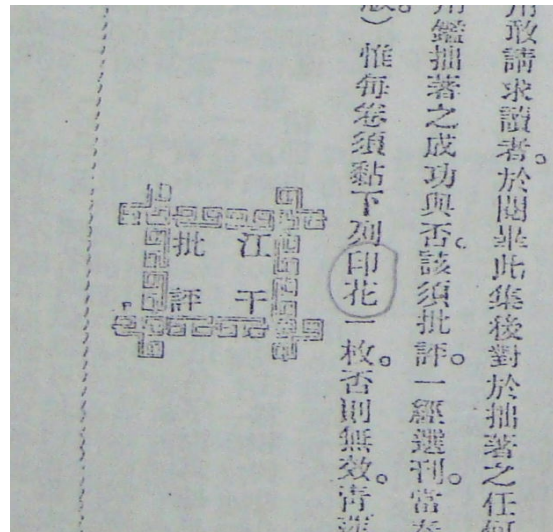 敢請求讀者。於閱畢此集後對於拙著之任何
鑑拙著之成功與否。該須批評。一經選刊。當
）惟每卷須黏下列印花一枚。否則無效。
江干
批評